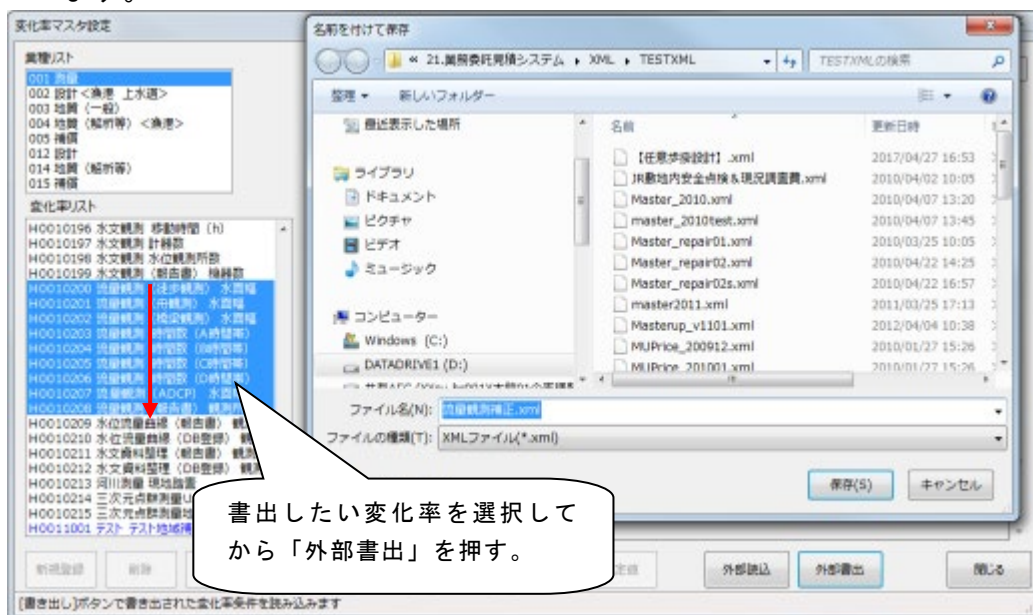 変化率マスタ設定
業種リスト
001 測量
002 設計<漁港 上水道>
003 地質（一般）
004 地質（解析等）<漁港>
005 補償
012 設計
014 地質（解析等）
015 補償
変化率リスト
H0010196 水文観測 移動時間（h）
H0010197 水文観測 計器数
H0010198 水文観測 水位観測所数
H0010199 水文観測（報告書） 機器数
H0010200 流量観測（徒歩観測） 水面幅
H0010201 流量観測（舟観測） 水面幅
H0010202 流量観測（橋梁観測） 水面幅
H0010203 流量観測 時間数（A時間帯）
H0010204 流量観測 時間数（B時間帯）
H0010205 流量観測 時間数（C時間帯）
H0010206 流量観測 時間数（D時間帯）
H0010207 流量観測（ADCP） 水面
H0010208 流量観測（報告書） 観測所
H0010209 水位流量曲線（報告書） 観
H0010210 水位流量曲線（DB登録） 観
H0010211 水文資料整理（報告書） 観測
H0010212 水文資料整理（DB登録） 観
H0010213 河川測量 現地踏査
H0010214 三次元点群測量U
H0010215 三次元点群測量地
H0011001 テスト テスト地域補
新規登録
削除
定値
外部読込
外部書出
閉じる
[書き出し]ボタンで書き出された変化率条件を読み込みます
名前を付けて保存
« 21.業務委託見積システム ▸ XML ▸ TESTXML
TESTXMLの検索
整理 ▼
新しいフォルダー
最近表示した場所
ライブラリ
ドキュメント
ピクチャ
ビデオ
ミュージック
コンピューター
Windows (C:)
DATADRIVE1 (D:)
名前
更新日時
【任意歩掛設計】.xml 2017/04/27 16:53
JR敷地内安全点検＆現況調査費.xml 2010/04/02 10:05
Master_2010.xml 2010/04/07 13:20
master_2010test.xml 2010/04/07 13:45
Master_repair01.xml 2010/03/25 10:05
Master_repair02.xml 2010/04/22 14:25
Master_repair02s.xml 2010/04/22 16:57
master2011.xml 2011/03/25 17:13
Masterup_v1101.xml 2012/04/04 10:38
MUPrice_200912.xml 2010/01/27 15:26
MUPrice_201001.xml 2010/01/27 15:26
ファイル名(N): 流量観測補正.xml
ファイルの種類(T): XMLファイル(*.xml)
保存(S)
キャンセル
書出したい変化率を選択して
から「外部書出」を押す。